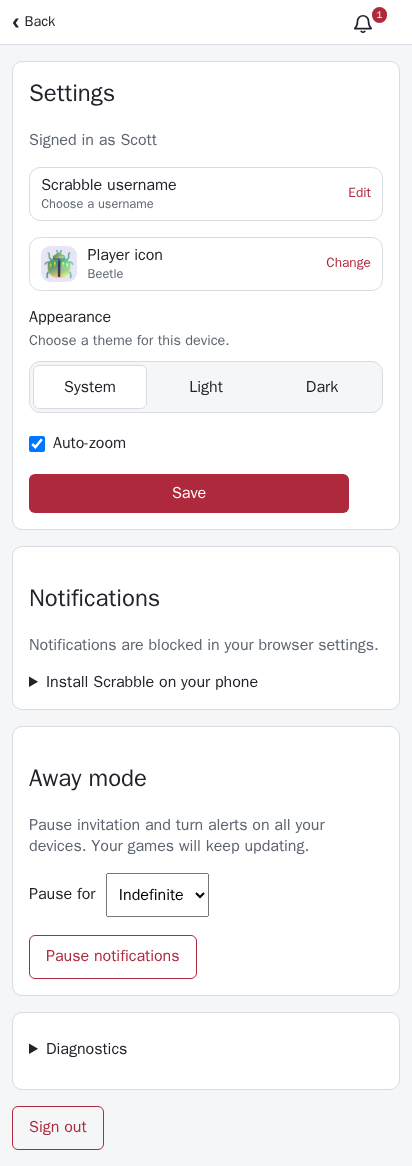 Back
1
Settings
Signed in as Scott
Scrabble username
Choose a username
Edit
Player icon
Beetle
Change
Appearance
Choose a theme for this device.
System
Light
Dark
Auto-zoom
Save
Notifications
Notifications are blocked in your browser settings.
Install Scrabble on your phone
Away mode
Pause invitation and turn alerts on all your
devices. Your games will keep updating.
Pause for
Indefinite
Pause notifications
Diagnostics
Sign out